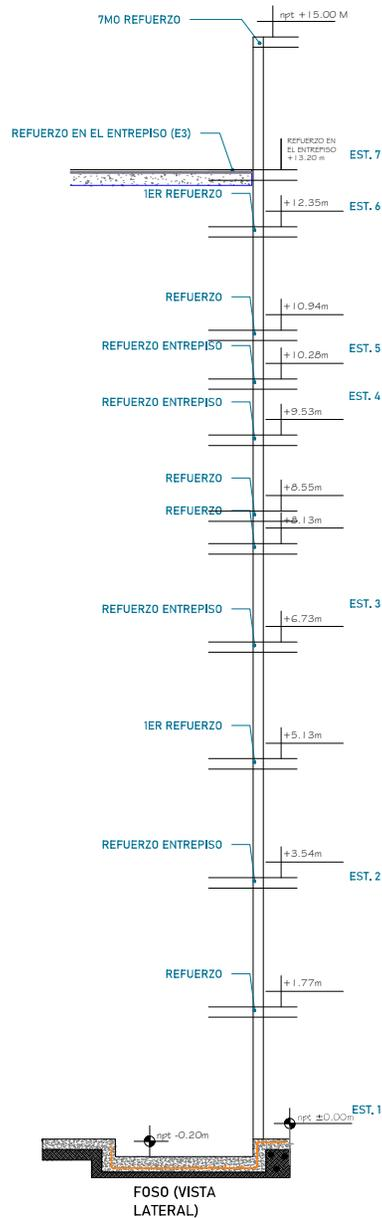 7MO REFUERZO
npt +15.00 M
REFUERZO EN EL ENTREPISO (E3)
REFUERZO EN
EL ENTREPISO
+13.20 m
EST. 7
1ER REFUERZO
+12.35m
EST. 6
REFUERZO
+10.94m
REFUERZO ENTREPISO
+10.28m
EST. 5
REFUERZO ENTREPISO
+9.53m
EST. 4
REFUERZO
+8.55m
REFUERZO
+8.13m
REFUERZO ENTREPISO
+6.73m
EST. 3
1ER REFUERZO
+5.13m
REFUERZO ENTREPISO
+3.54m
EST. 2
REFUERZO
+1.77m
EST. 1
npt ±0.00m
npt -0.20m
FOSO (VISTA
LATERAL)